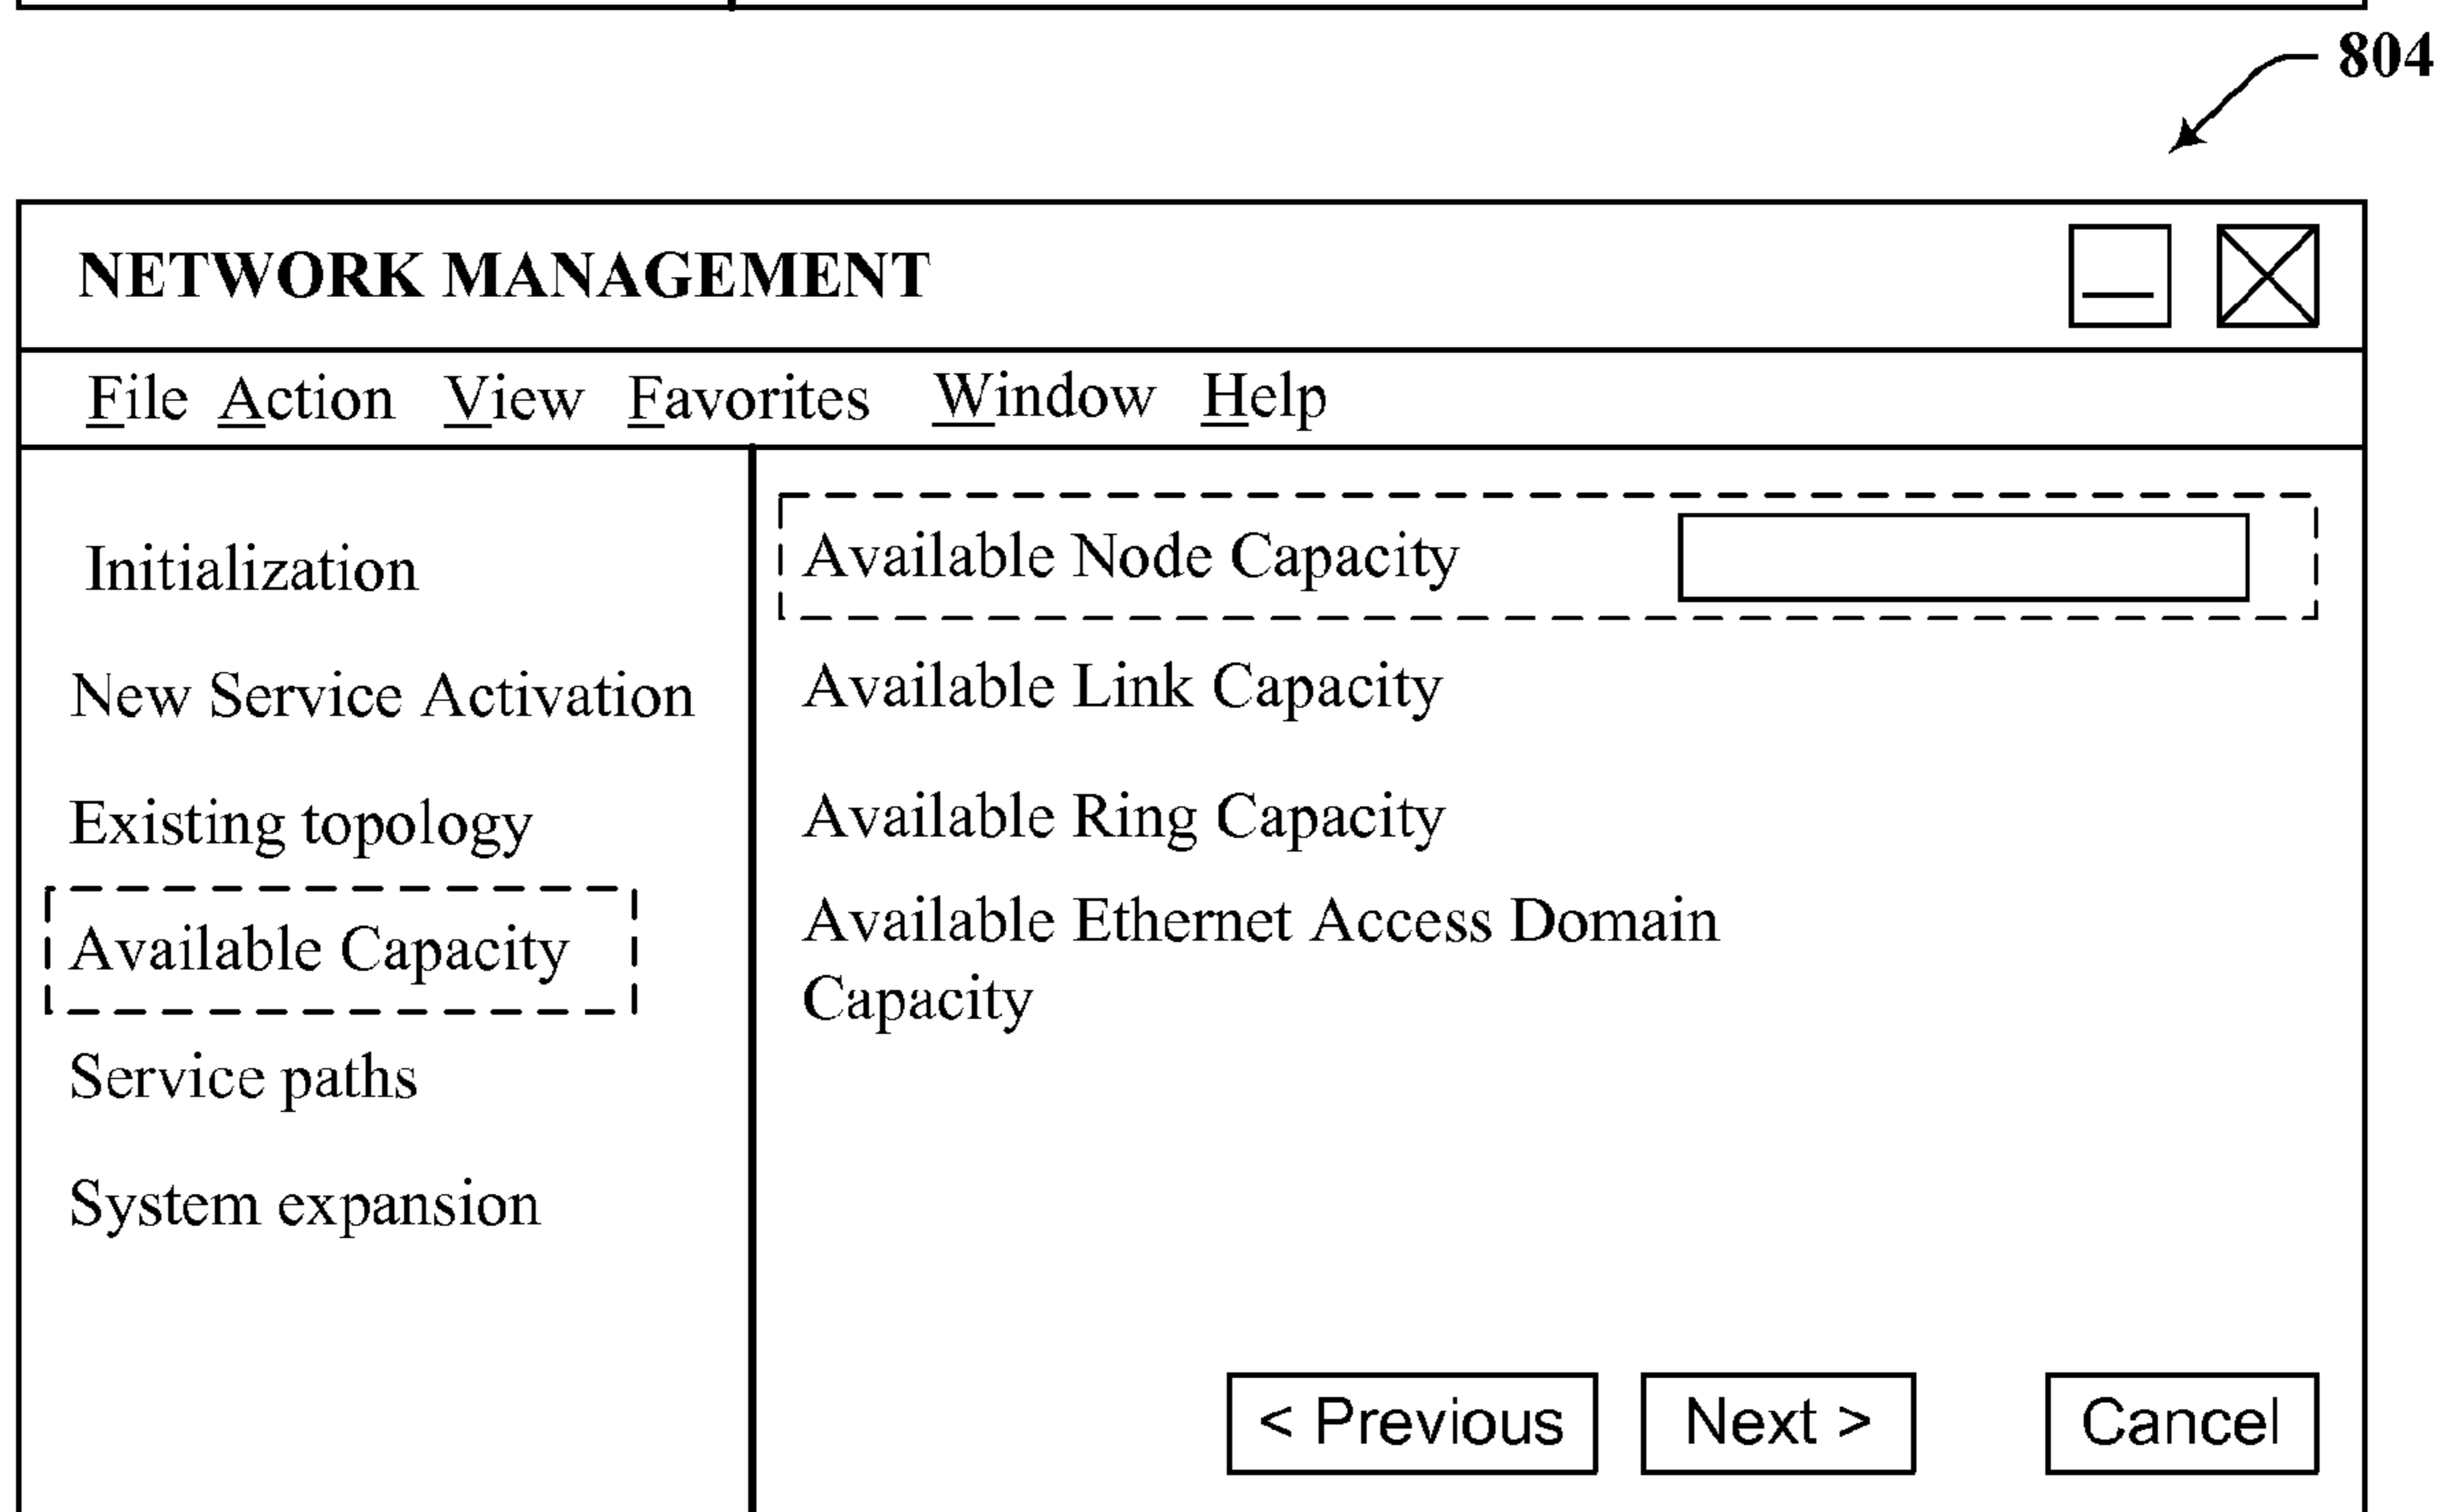 804
NETWORK MANAGEMENT
File Action View Favorites Window Help
Initialization
New Service Activation
Existing topology
Available Capacity
Service paths
System expansion
Available Node Capacity
Available Link Capacity
Available Ring Capacity
Available Ethernet Access Domain
Capacity
< Previous
Next >
Cancel